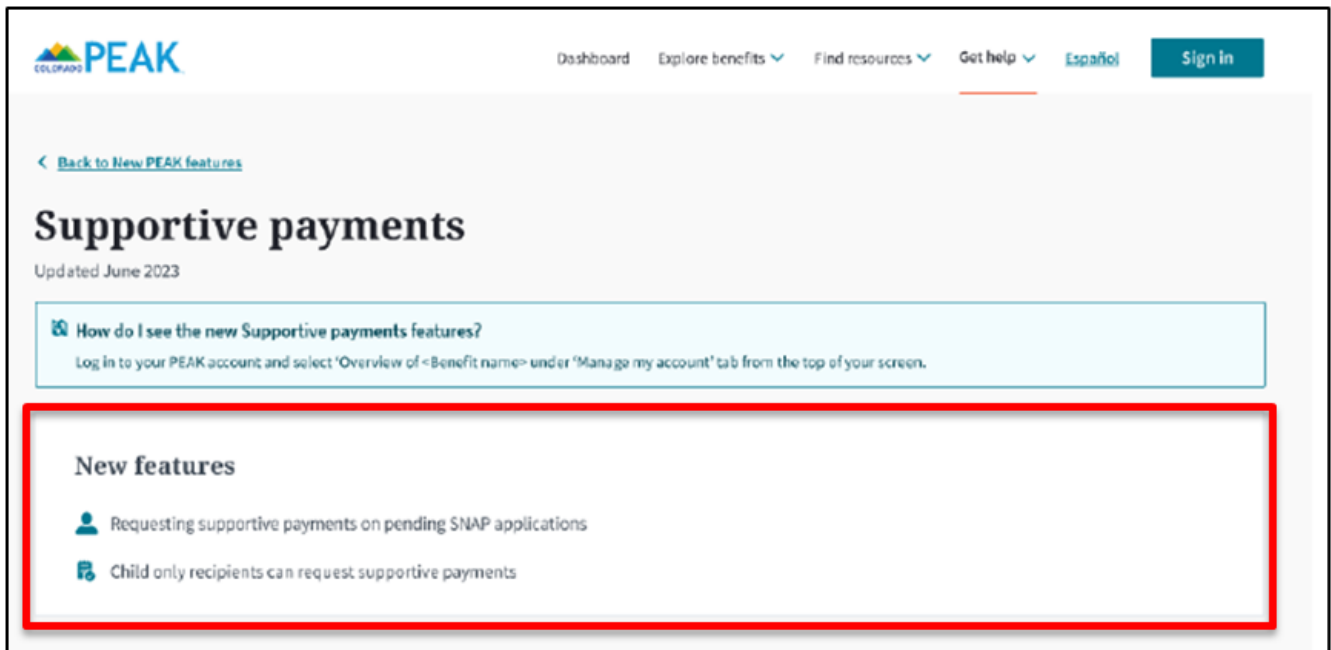 COLORADO PEAK
Dashboard Explore benefits Find resources Get help Español Sign in
Back to New PEAK features
Supportive payments
Updated June 2023
How do I see the new Supportive payments features?
Log in to your PEAK account and select 'Overview of <Benefit name> under 'Manage my account' tab from the top of your screen.
New features
Requesting supportive payments on pending SNAP applications
Child only recipients can request supportive payments